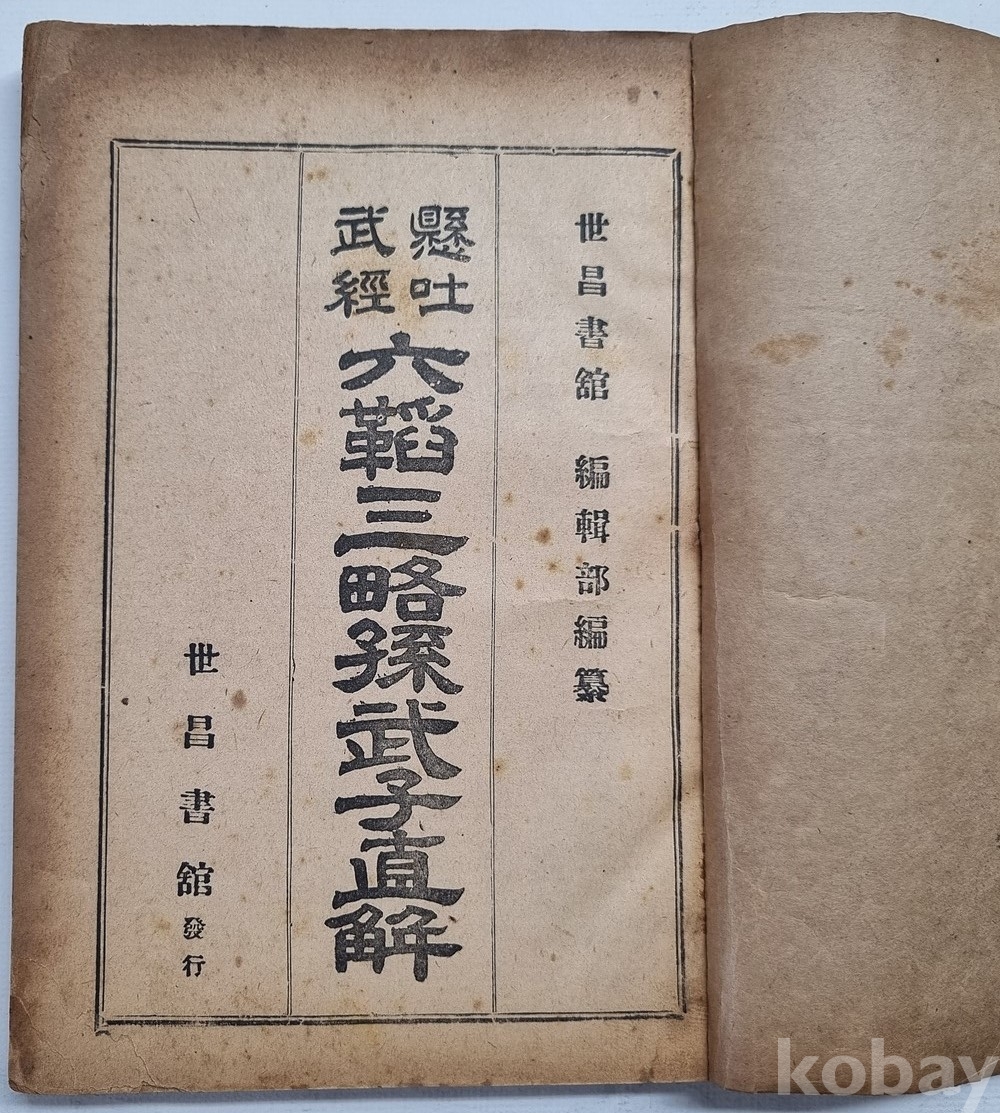 世昌書舘 編輯部編纂
懸吐
武經
六韜三略孫武子直解
世昌書舘發行
kobay